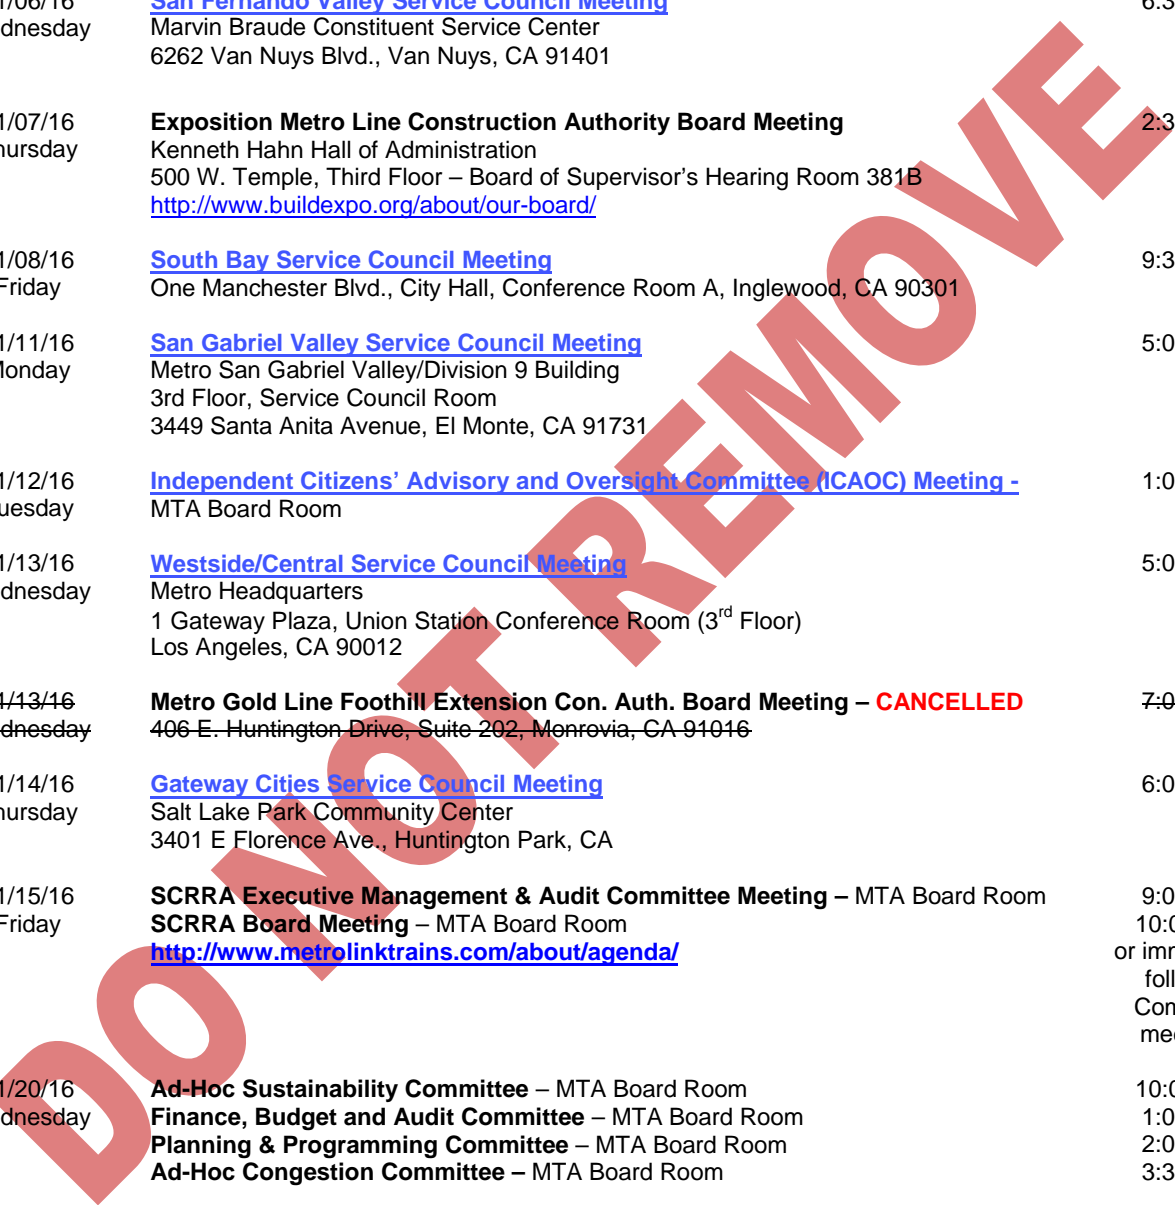 1/06/16 San Fernando Valley Service Council Meeting 6:3
dnesday Marvin Braude Constituent Service Center
6262 Van Nuys Blvd., Van Nuys, CA 91401
1/07/16 Exposition Metro Line Construction Authority Board Meeting 2:3
hursday Kenneth Hahn Hall of Administration
500 W. Temple, Third Floor – Board of Supervisor's Hearing Room 381B
http://www.buildexpo.org/about/our-board/
1/08/16 South Bay Service Council Meeting 9:3
Friday One Manchester Blvd., City Hall, Conference Room A, Inglewood, CA 90301
1/11/16 San Gabriel Valley Service Council Meeting 5:0
Monday Metro San Gabriel Valley/Division 9 Building
3rd Floor, Service Council Room
3449 Santa Anita Avenue, El Monte, CA 91731
1/12/16 Independent Citizens' Advisory and Oversight Committee (ICAOC) Meeting - 1:0
uesday MTA Board Room
1/13/16 Westside/Central Service Council Meeting 5:0
dnesday Metro Headquarters
1 Gateway Plaza, Union Station Conference Room (3rd Floor)
Los Angeles, CA 90012
1/13/16 Metro Gold Line Foothill Extension Con. Auth. Board Meeting – CANCELLED 7:0
dnesday 406 E. Huntington Drive, Suite 202, Monrovia, CA 91016
1/14/16 Gateway Cities Service Council Meeting 6:0
hursday Salt Lake Park Community Center
3401 E Florence Ave., Huntington Park, CA
1/15/16 SCRRA Executive Management & Audit Committee Meeting – MTA Board Room 9:0
Friday SCRRA Board Meeting – MTA Board Room 10:0
http://www.metrolinktrains.com/about/agenda/ or imm
foll
Com
mee
1/20/16 Ad-Hoc Sustainability Committee – MTA Board Room 10:0
dnesday Finance, Budget and Audit Committee – MTA Board Room 1:0
Planning & Programming Committee – MTA Board Room 2:0
Ad-Hoc Congestion Committee – MTA Board Room 3:3
DO NOT REMOVE